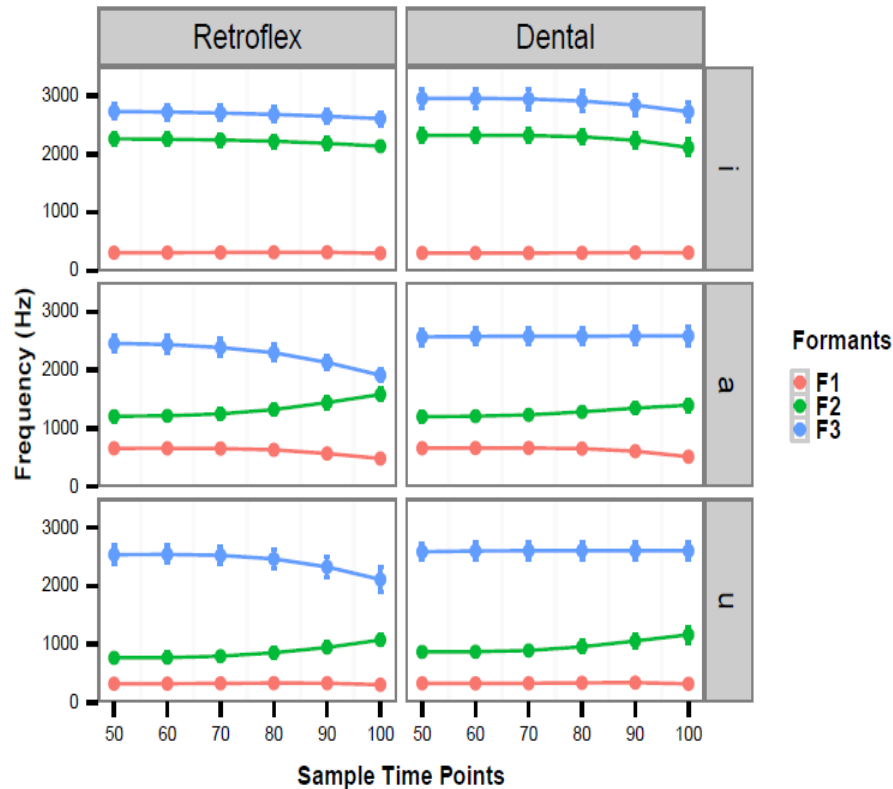 Retroflex Dental
3000
2000
1000
0
i
3000
2000
1000
0
a
3000
2000
1000
0
u
Frequency (Hz)
50 60 70 80 90 100 50 60 70 80 90 100
Sample Time Points
Formants
F1
F2
F3